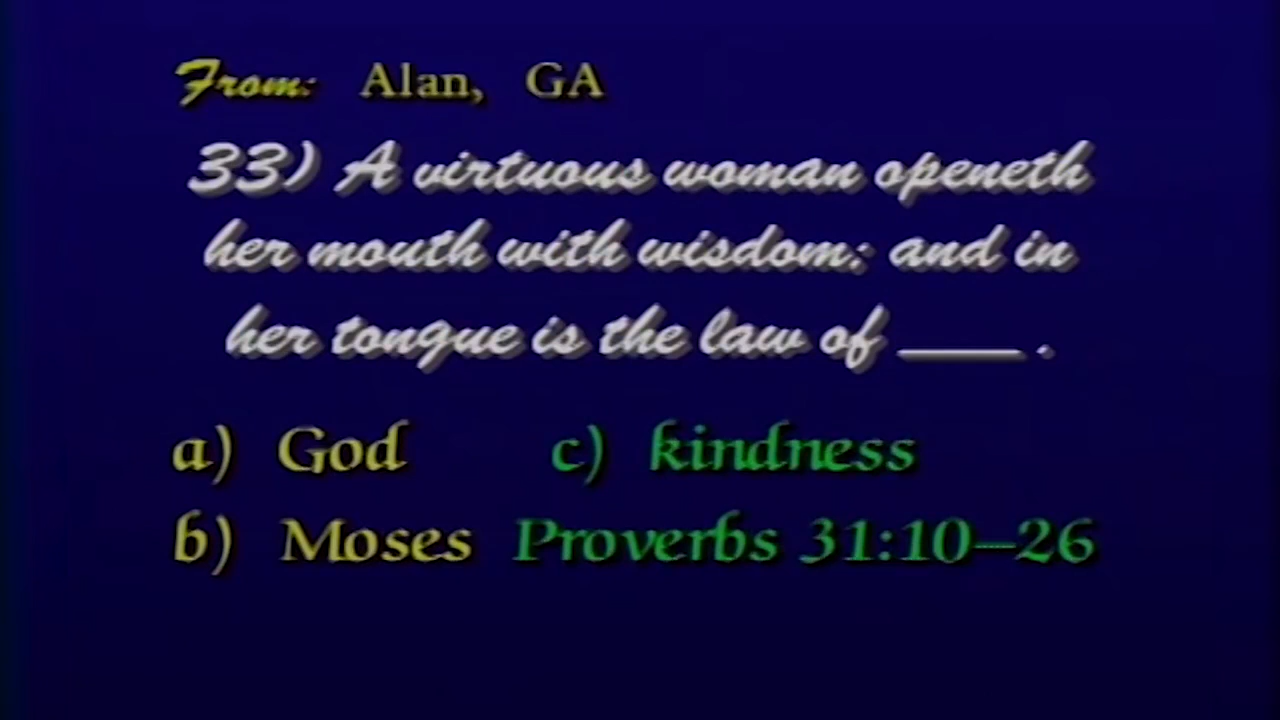 From: Alan, GA
33) A virtuous woman openeth
her mouth with wisdom; and in
her tongue is the law of ____ .
a) God c) kindness
b) Moses Proverbs 31:10–26